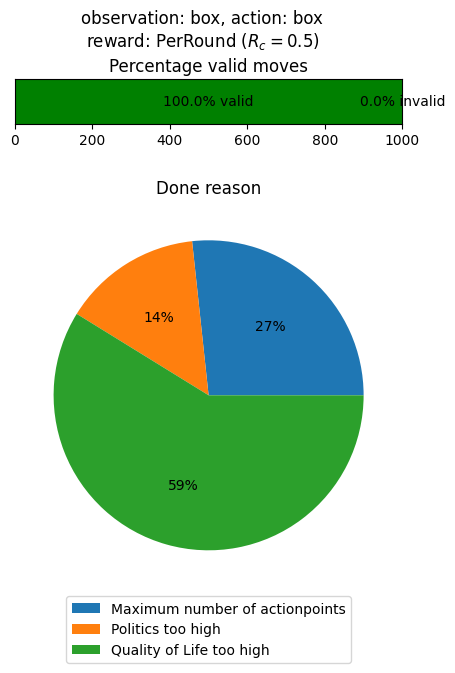 observation: box, action: box
reward: PerRound ($R_c = 0.5$)
Percentage valid moves
100.0% valid
0.0% invalid
0 200 400 600 800 1000
Done reason
14%
27%
59%
Maximum number of actionpoints
Politics too high
Quality of Life too high